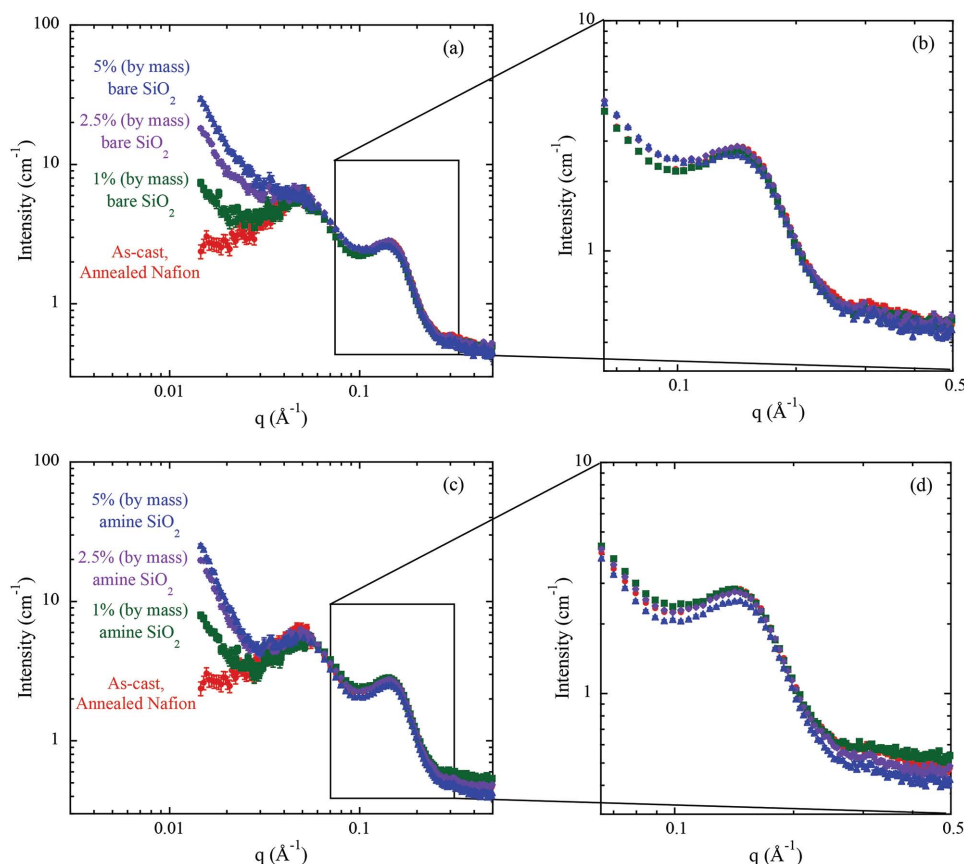 (a)
100
10
1
Intensity (cm⁻¹)
5% (by mass)
bare SiO₂
2.5% (by mass)
bare SiO₂
1% (by mass)
bare SiO₂
As-cast,
Annealed Nafion
0.01
0.1
q (Å⁻¹)
(b)
10
1
Intensity (cm⁻¹)
0.1
0.5
q (Å⁻¹)
(c)
100
10
1
Intensity (cm⁻¹)
5% (by mass)
amine SiO₂
2.5% (by mass)
amine SiO₂
1% (by mass)
amine SiO₂
As-cast,
Annealed Nafion
0.01
0.1
q (Å⁻¹)
(d)
10
1
Intensity (cm⁻¹)
0.1
0.5
q (Å⁻¹)